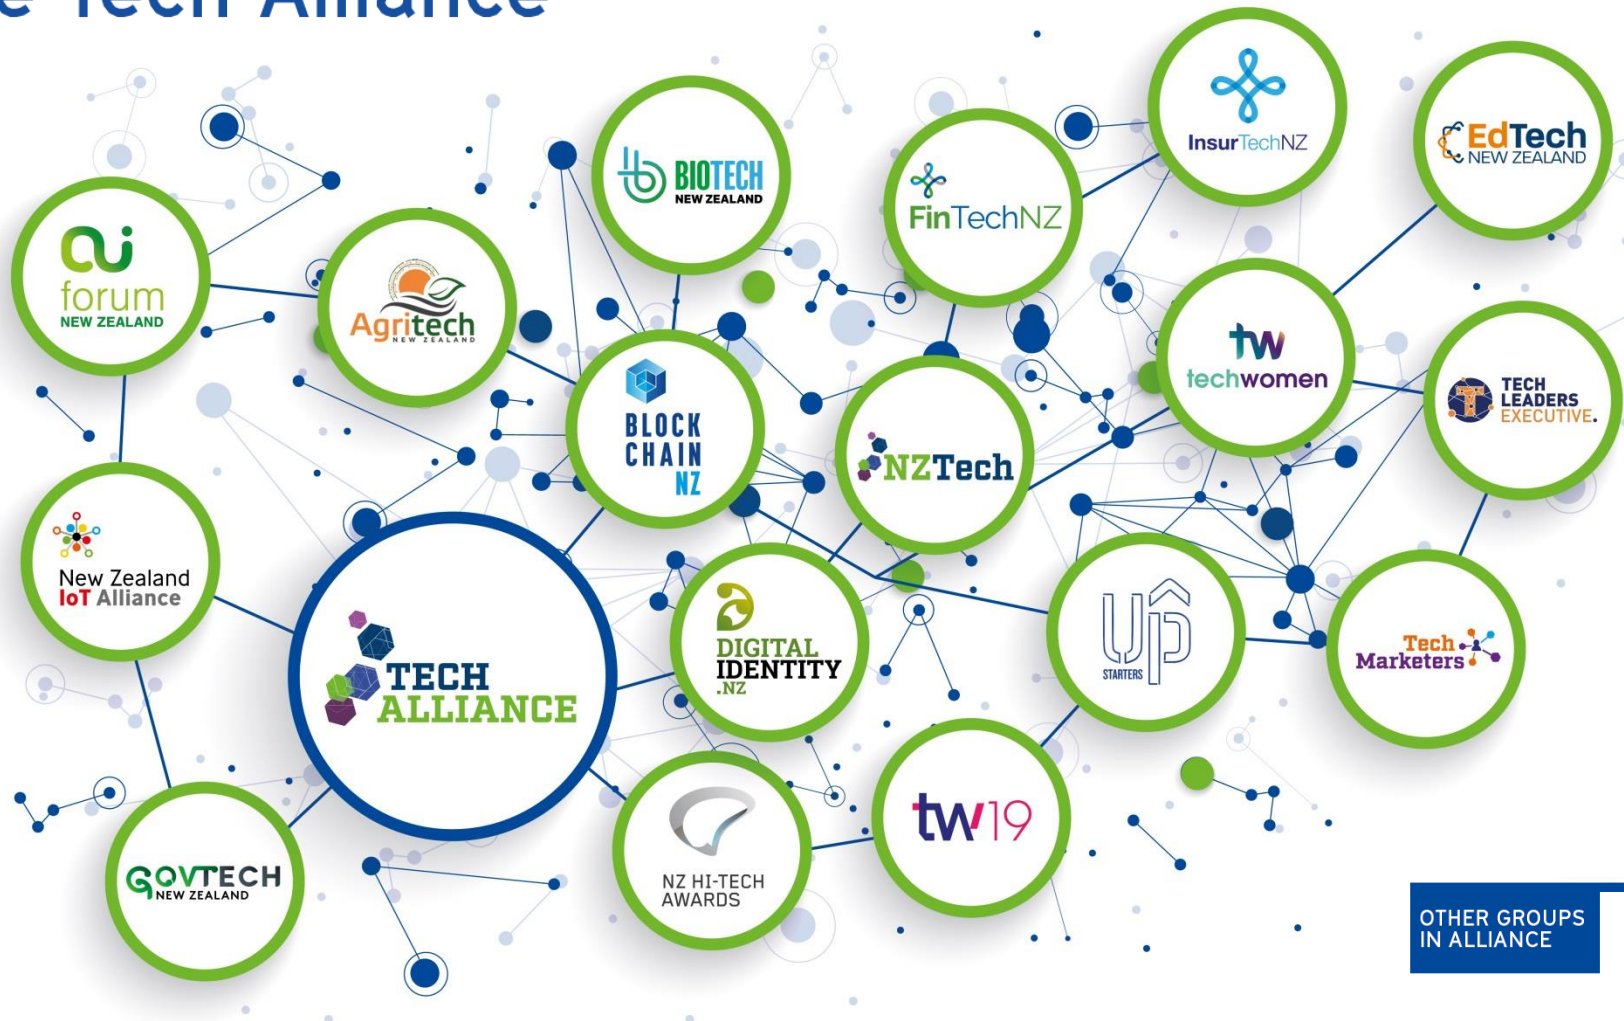 e Tech Alliance
InsurTechNZ
EdTech
NEW ZEALAND
BIOTECH
NEW ZEALAND
FinTechNZ
ai
forum
NEW ZEALAND
Agritech
NEW ZEALAND
tw
techwomen
TECH
LEADERS
EXECUTIVE.
BLOCK
CHAIN
NZ
NZTech
New Zealand
IoT Alliance
TECH
ALLIANCE
DIGITAL
IDENTITY
.NZ
UP
STARTERS
Tech
Marketers
GOVTECH
NEW ZEALAND
NZ HI-TECH
AWARDS
tw19
OTHER GROUPS
IN ALLIANCE